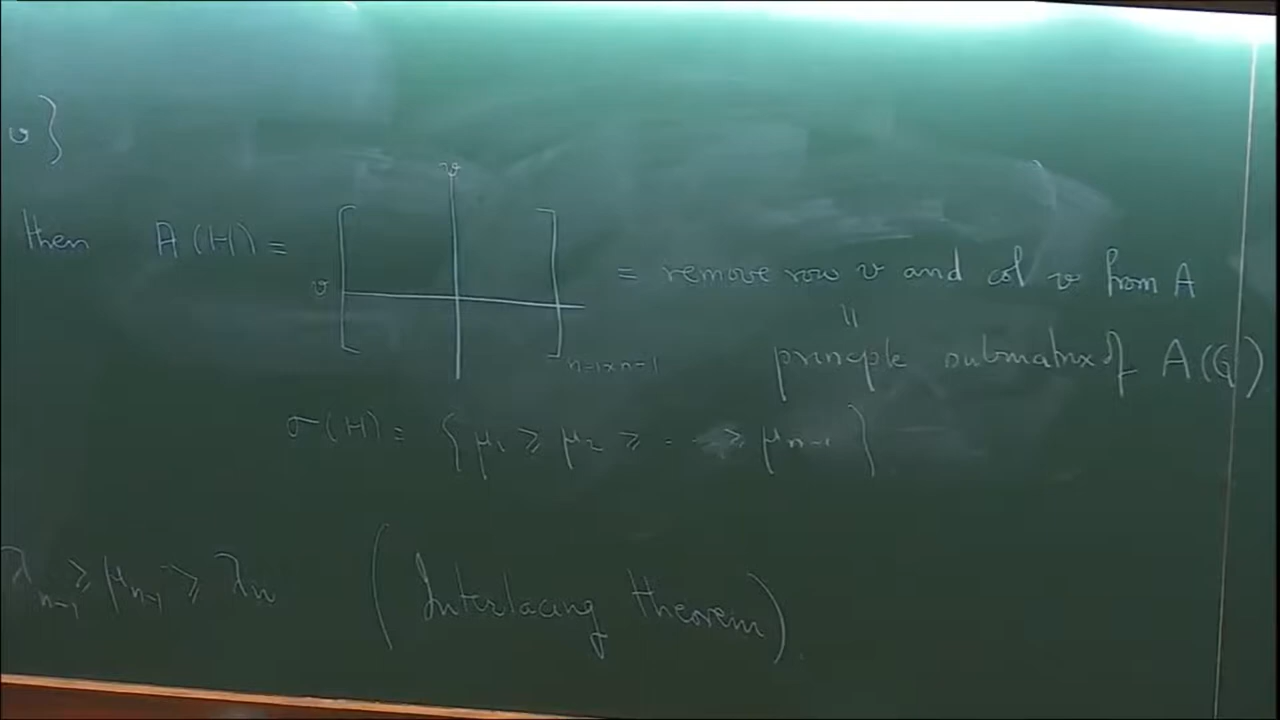 v}
v
then A(H) =
v
= remove row v and col v from A
n-1xn-1
"
principle submatrix of A(G)
σ(H) = {μ₁ ⩾ μ₂ ⩾ - - ⩾ μₙ₋₁}
λₙ₋₁ ⩾ μₙ₋₁ ⩾ λₙ (Interlacing theorem).